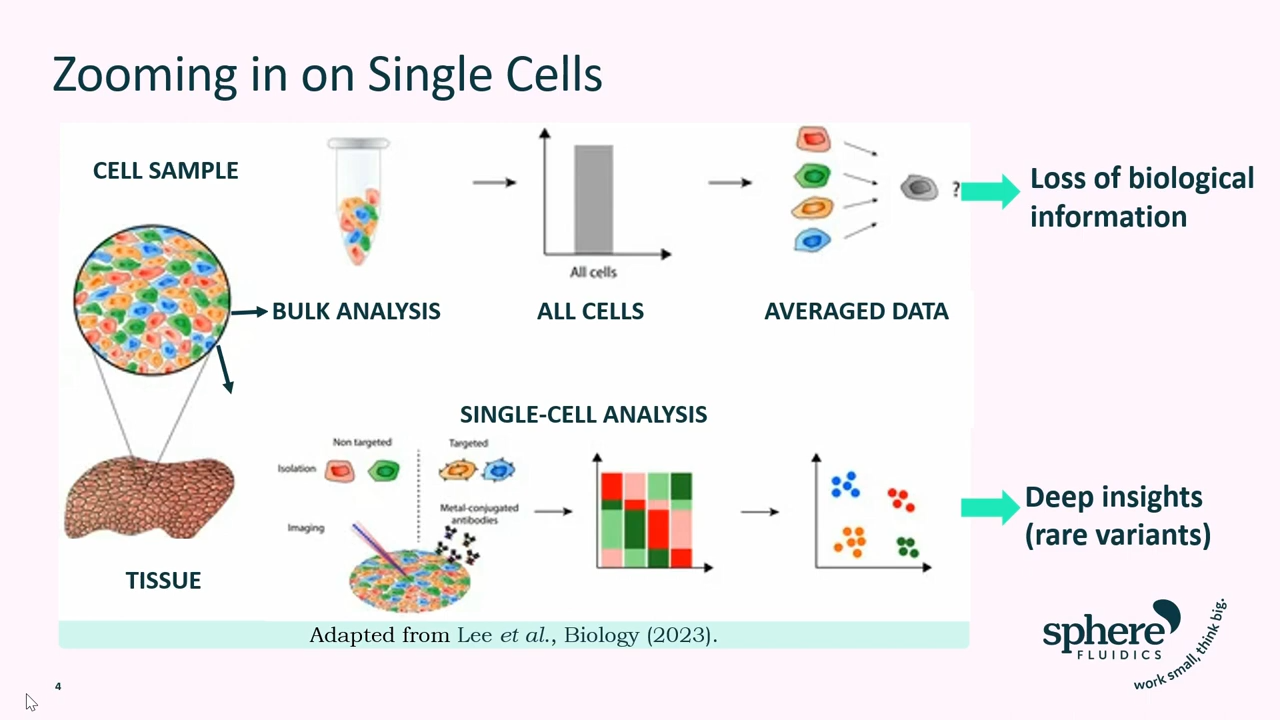 Zooming in on Single Cells
CELL SAMPLE
?
Loss of biological
information
All cells
BULK ANALYSIS
ALL CELLS
AVERAGED DATA
SINGLE-CELL ANALYSIS
Non targeted
Targeted
Isolation
Metal-conjugated
antibodies
Imaging
Deep insights
(rare variants)
TISSUE
Adapted from Lee et al., Biology (2023).
sphere
FLUIDICS
work small, think big.
4